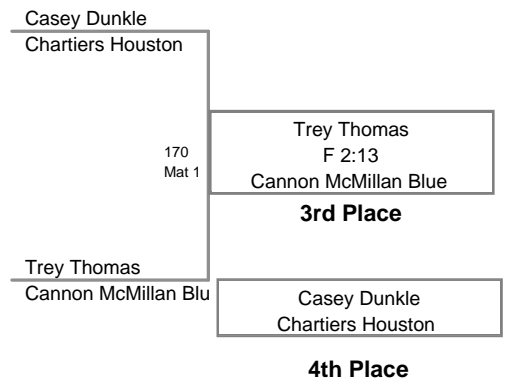 Casey Dunkle
Chartiers Houston
170
Mat 1
Trey Thomas
F 2:13
Cannon McMillan Blue
3rd Place
Trey Thomas
Cannon McMillan Blu
Casey Dunkle
Chartiers Houston
4th Place